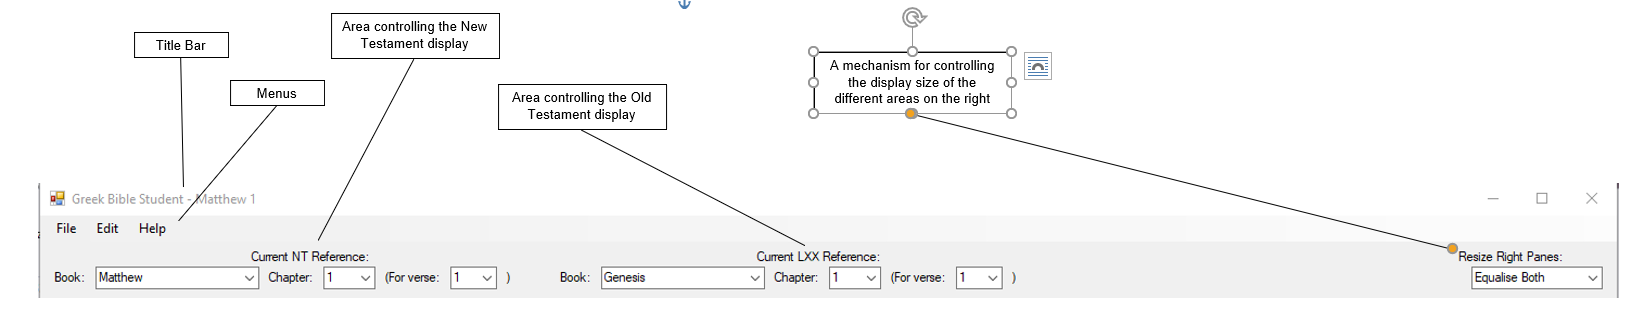 Title Bar
Area controlling the New
Testament display
Menus
Area controlling the Old
Testament display
A mechanism for controlling
the display size of the
different areas on the right
Greek Bible Student - Matthew 1
File Edit Help
Current NT Reference: Current LXX Reference: Resize Right Panes:
Book: Matthew Chapter: 1 (For verse: 1 ) Book: Genesis Chapter: 1 (For verse: 1 ) Equalise Both